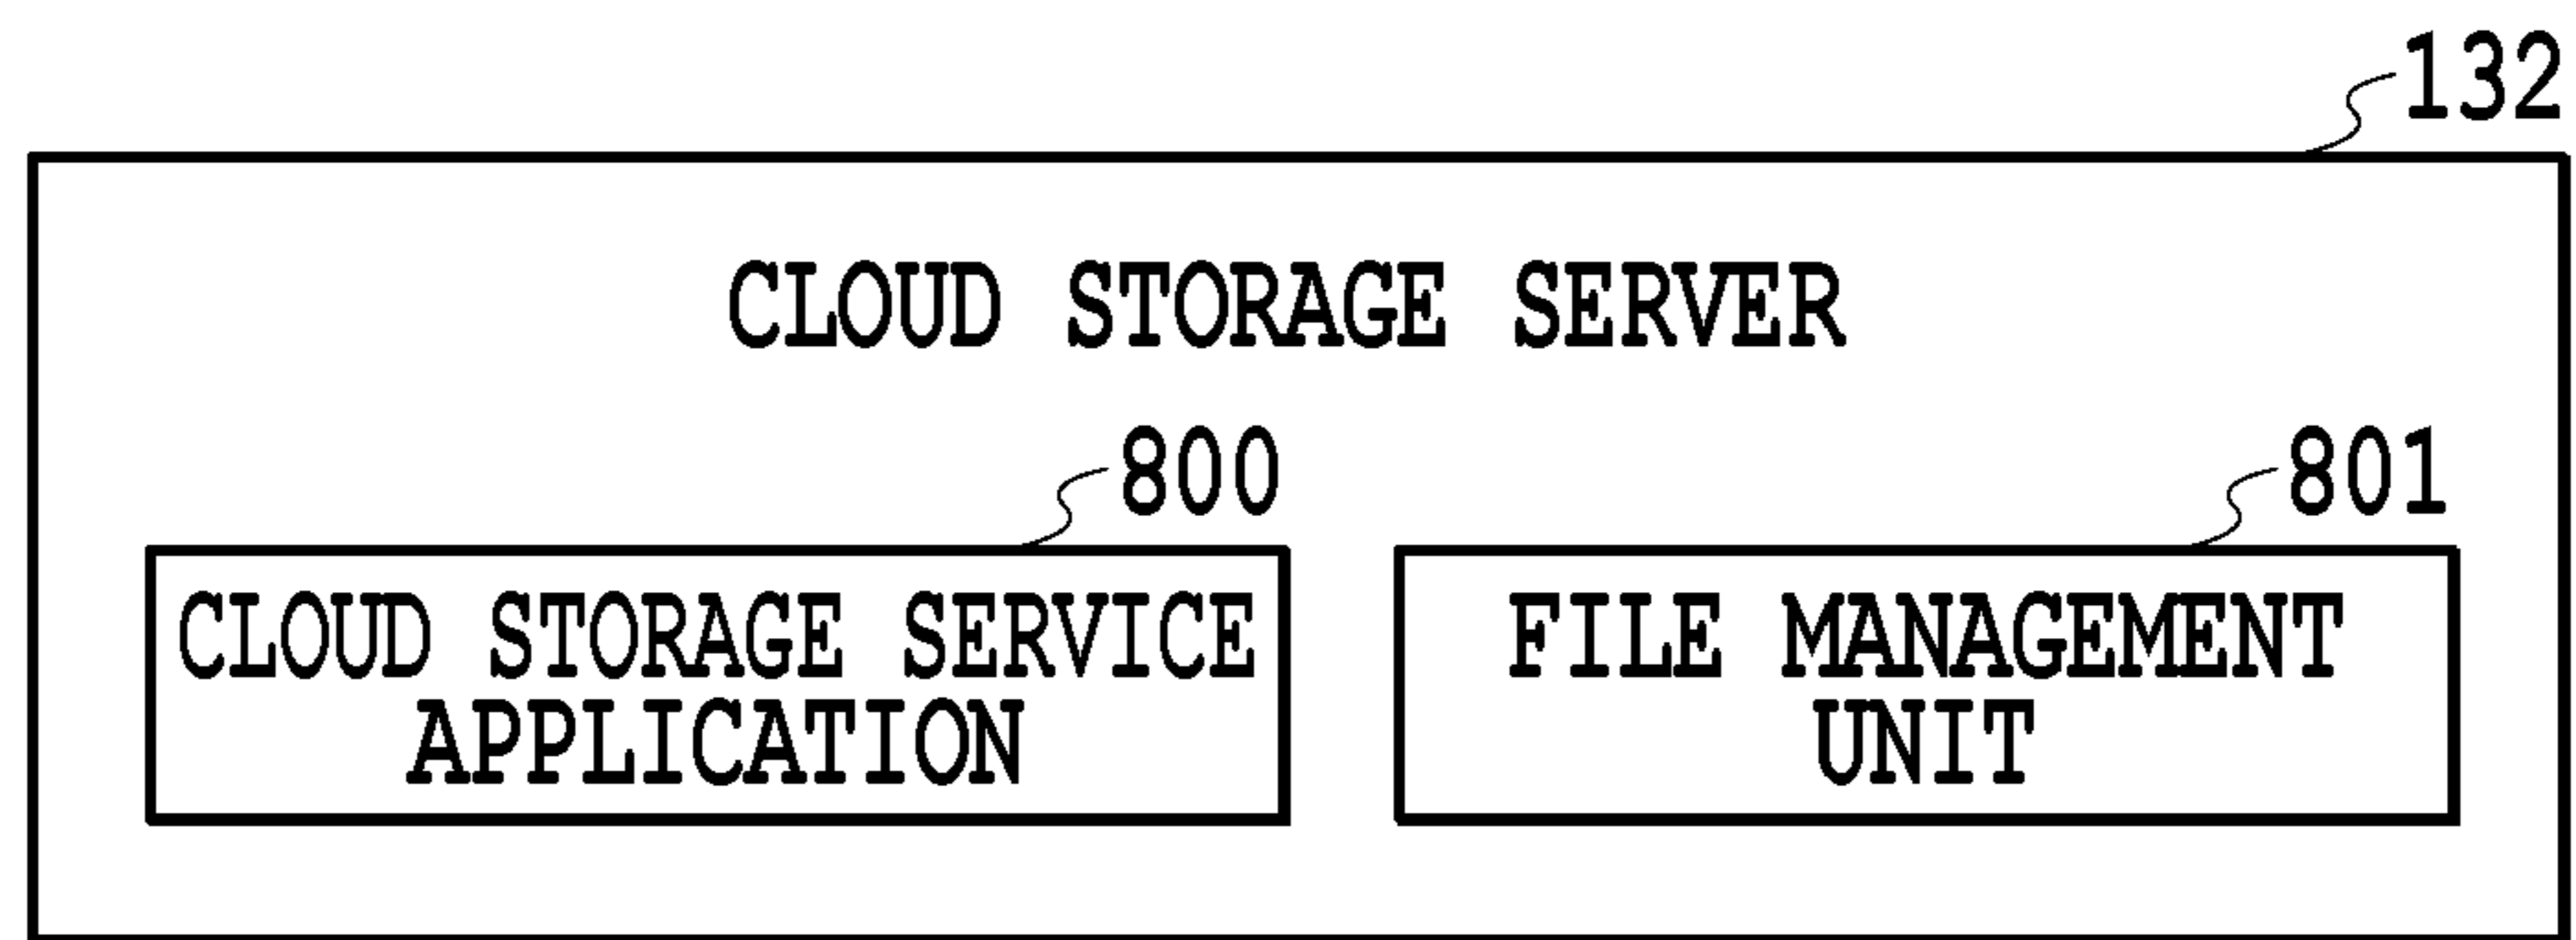 132
CLOUD STORAGE SERVER
800
801
CLOUD STORAGE SERVICE
APPLICATION
FILE MANAGEMENT
UNIT